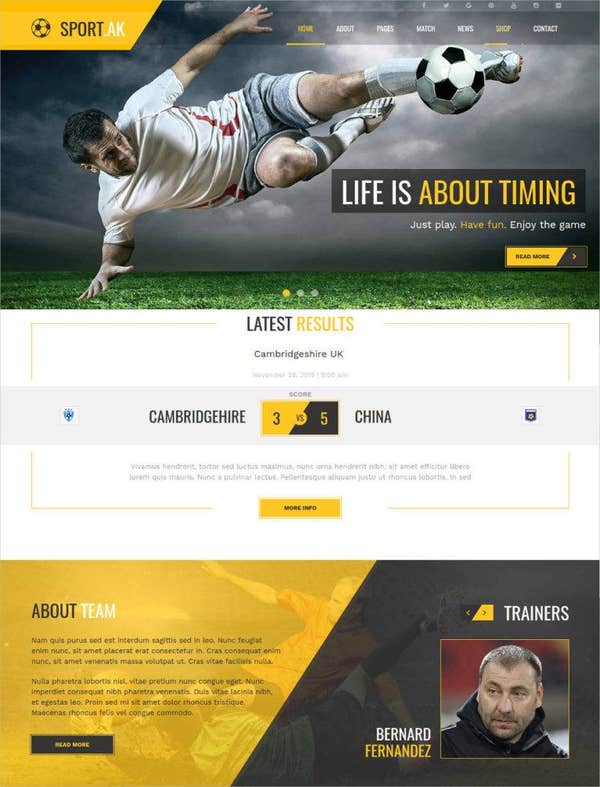 SPORT.AK
HOME ABOUT PAGES MATCH NEWS SHOP CONTACT
LIFE IS ABOUT TIMING
Just play. Have fun. Enjoy the game
READ MORE
LATEST RESULTS
Cambridgeshire UK
November 28, 2015 | 5:00 am
SCORE
CAMBRIDGEHIRE 3 VS 5 CHINA
Vivamus hendrerit, tortor sed luctus maximus, nunc urna hendrerit nibh, sit amet efficitur libero
lorem quis mauris. Nunc a pulvinar lectus. Pellentesque aliquam justo ut rhoncus lobortis. In sed
MORE INFO
ABOUT TEAM
Nam quis purus sed est interdum sagittis sed in leo. Nunc feugiat
enim nunc, sit amet placerat erat consectetur in. Cras consequat enim
nunc, sit amet venenatis massa volutpat ut. Cras vitae facilisis nulla.
Nulla pharetra lobortis nisl, vitae pretium nunc congue eget. Nunc
imperdiet consequat nibh pharetra venenatis. Duis vitae lacinia nibh,
et egestas leo. Proin sed mi sit amet dolor rhoncus tristique.
Maecenas rhoncus felis vel congue commodo.
READ MORE
TRAINERS
BERNARD
FERNANDEZ